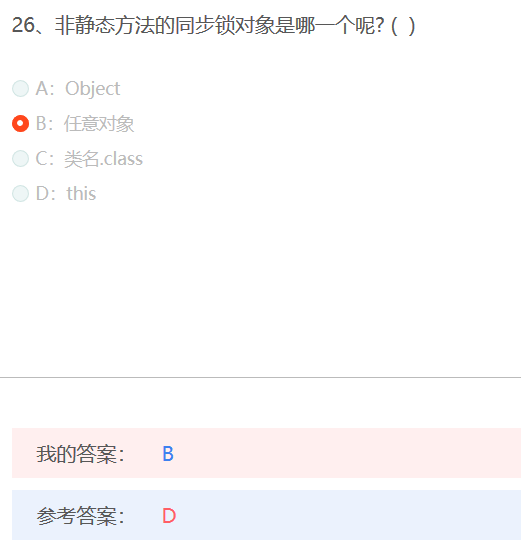 26、非静态方法的同步锁对象是哪一个呢? ( )
A：Object
B：任意对象
C：类名.class
D：this
我的答案： B
参考答案： D